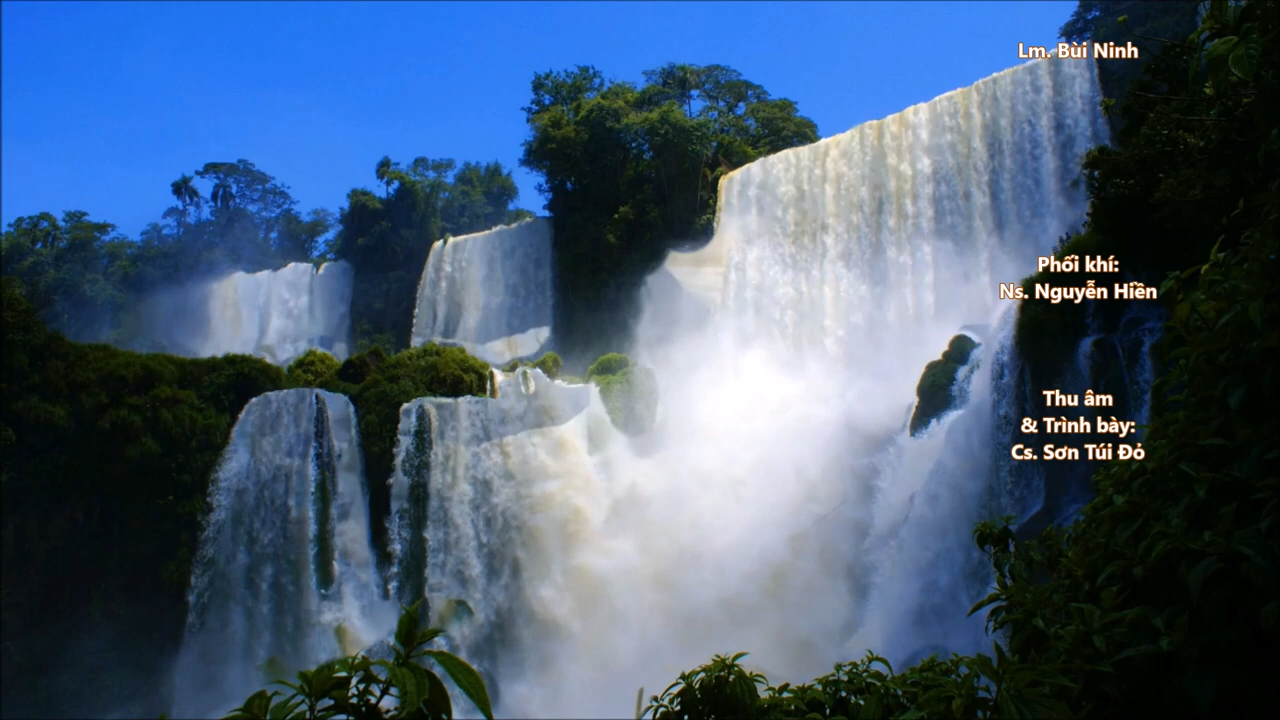 Lm. Bùi Ninh
Phối khí:
Ns. Nguyễn Hiền
Thu âm
& Trình bày:
Cs. Sơn Túi Đỏ